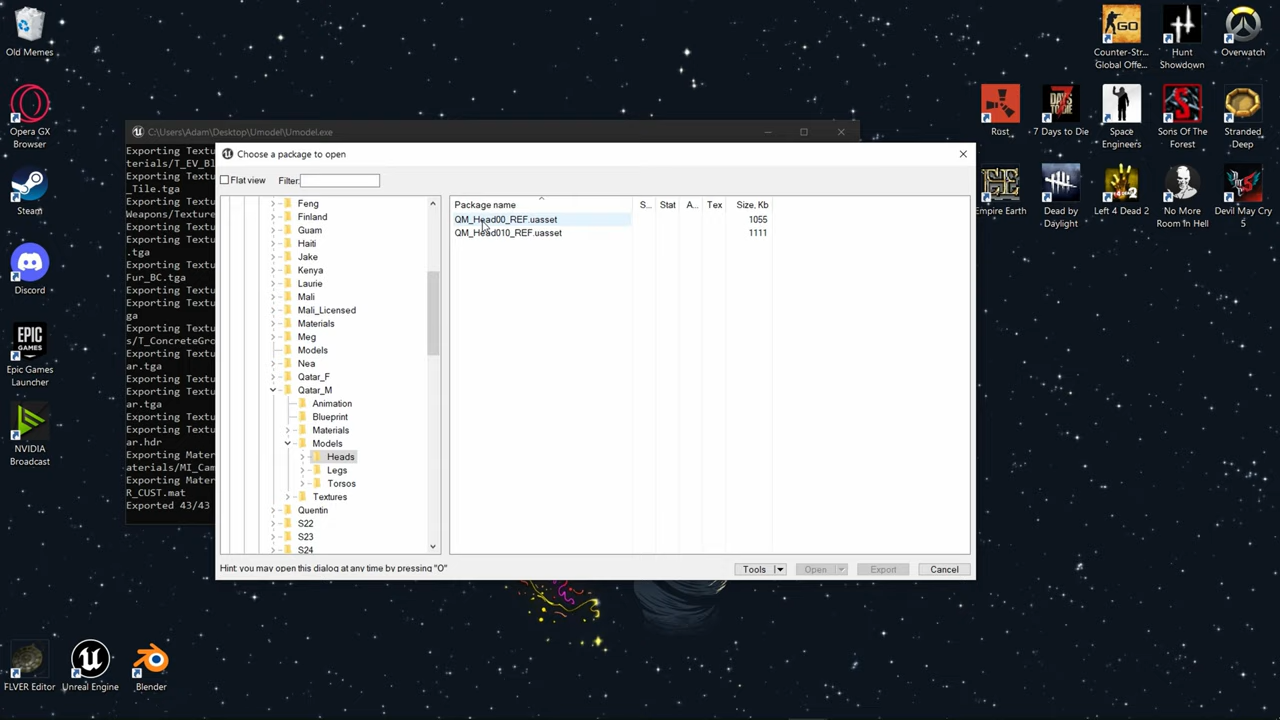 Old Memes
Opera GX
Browser
Steam
Discord
Epic Games
Launcher
NVIDIA
Broadcast
FLVER Editor
Unreal Engine
Blender
Counter-Str...
Global Offe...
Hunt
Showdown
Overwatch
Rust
7 Days to Die
Space
Engineers
Sons Of The
Forest
Stranded
Deep
Empire Earth
Dead by
Daylight
Left 4 Dead 2
No More
Room in Hell
Devil May Cry
5
C:\Users\Adam\Desktop\Umodel\Umodel.exe
Exporting Textu
terials/T_EV_Bl
Exporting Textu
_Tile.tga
Exporting Textu
Weapons/Texture
Exporting Textu
.tga
Exporting Textu
Fur_BC.tga
Exporting Textu
Exporting Textu
ga
Exporting Textu
s/T_ConcreteGro
Exporting Textu
ar.tga
Exporting Textu
ar.tga
Exporting Textu
ar.hdr
Exporting Mater
aterials/MI_Cam
Exporting Mater
R_CUST.mat
Exported 43/43
Choose a package to open
Flat view Filter:
Feng
Finland
Guam
Haiti
Jake
Kenya
Laurie
Mali
Mali_Licensed
Materials
Meg
Models
Nea
Qatar_F
Qatar_M
Animation
Blueprint
Materials
Models
Heads
Legs
Torsos
Textures
Quentin
S22
S23
S24
Package name S... Stat A... Tex Size, Kb
QM_Head00_REF.uasset 1055
QM_Head010_REF.uasset 1111
Hint: you may open this dialog at any time by pressing "O"
Tools Open Export Cancel